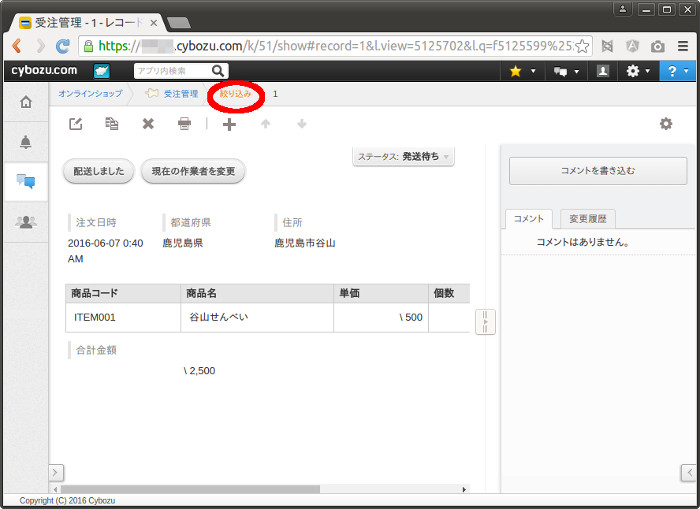 受注管理 - 1 - レコード
https://.cybozu.com/k/51/show#record=1&l.view=5125702&l.q=f5125599%25
cybozu.com アプリ内検索
オンラインショップ 受注管理 絞り込み 1
ステータス: 発送待ち
配送しました 現在の作業者を変更
コメントを書き込む
コメント 変更履歴
コメントはありません。
注文日時 都道府県 住所
2016-06-07 0:40 AM 鹿児島県 鹿児島市谷山
商品コード 商品名 単価 個数
ITEM001 谷山せんべい \ 500
合計金額
\ 2,500
Copyright (C) 2016 Cybozu